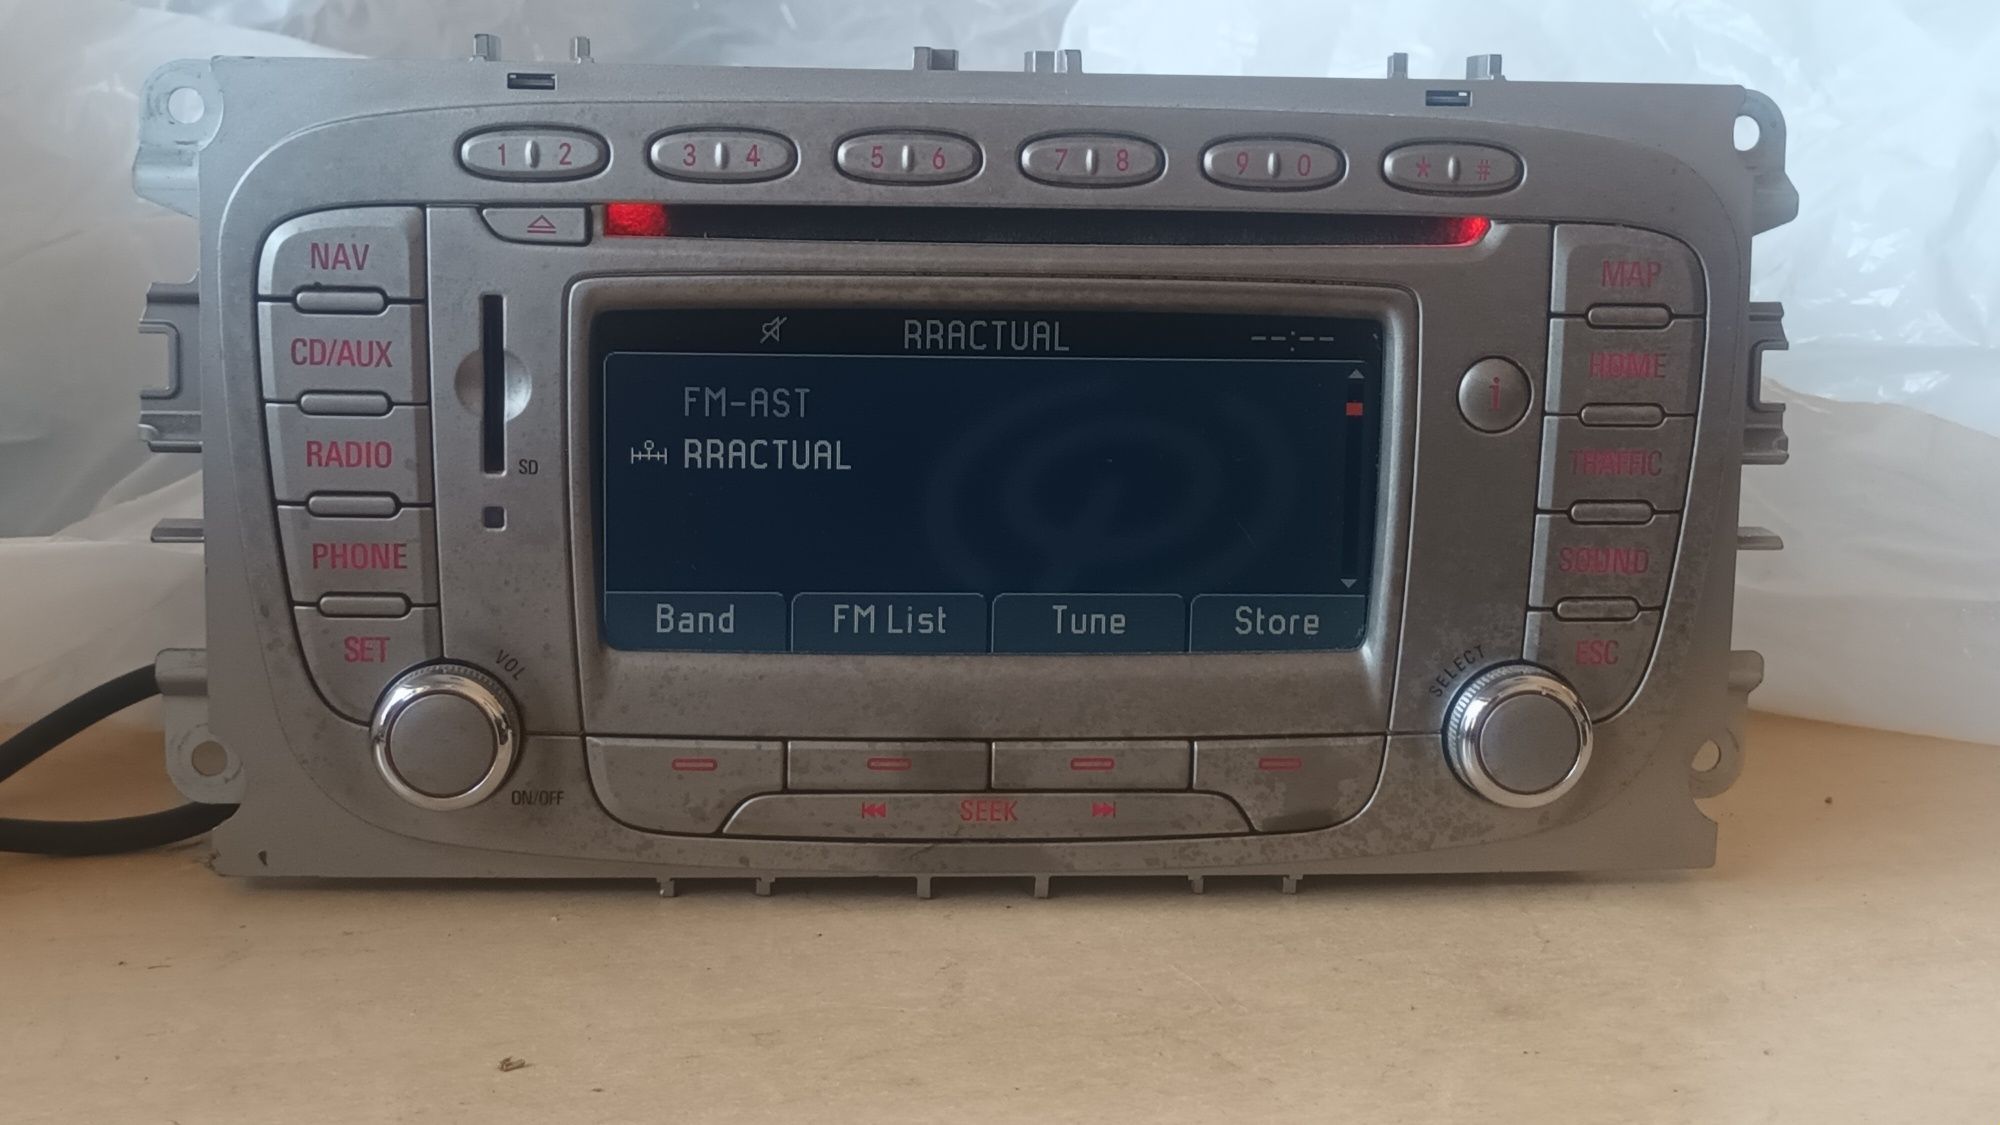 1 2 3 4 5 6 7 8 9 0 * #
NAV
CD/AUX
RADIO
PHONE
SET
SD
VOL
ON/OFF
RRACTUAL --:--
FM-AST
RRACTUAL
Band FM List Tune Store
SEEK
i
MAP
HOME
TRAFFIC
SOUND
ESC
SELECT